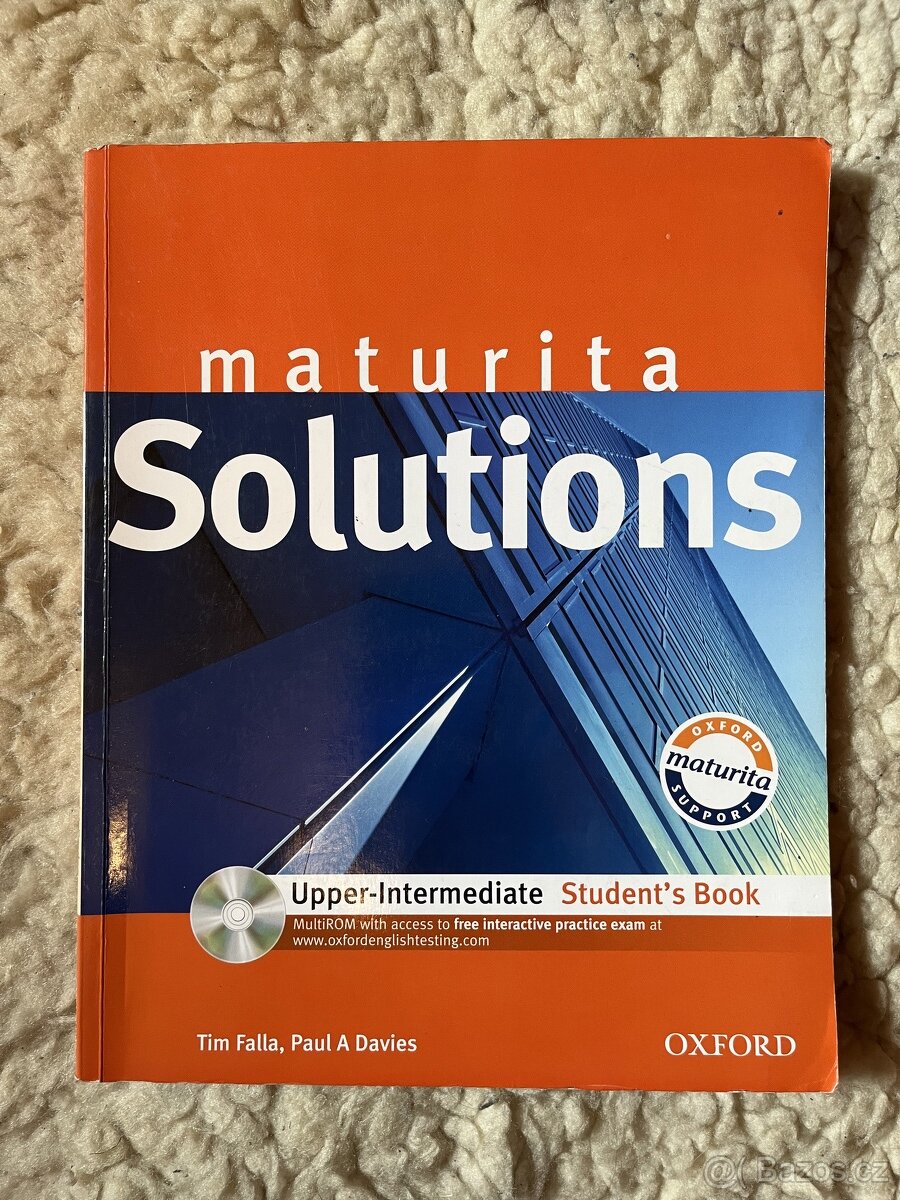 maturita
Solutions
OXFORD
maturita
SUPPORT
Upper-Intermediate Student's Book
MultiROM with access to free interactive practice exam at
www.oxfordenglishtesting.com
Tim Falla, Paul A Davies
OXFORD
@Bazos.cz